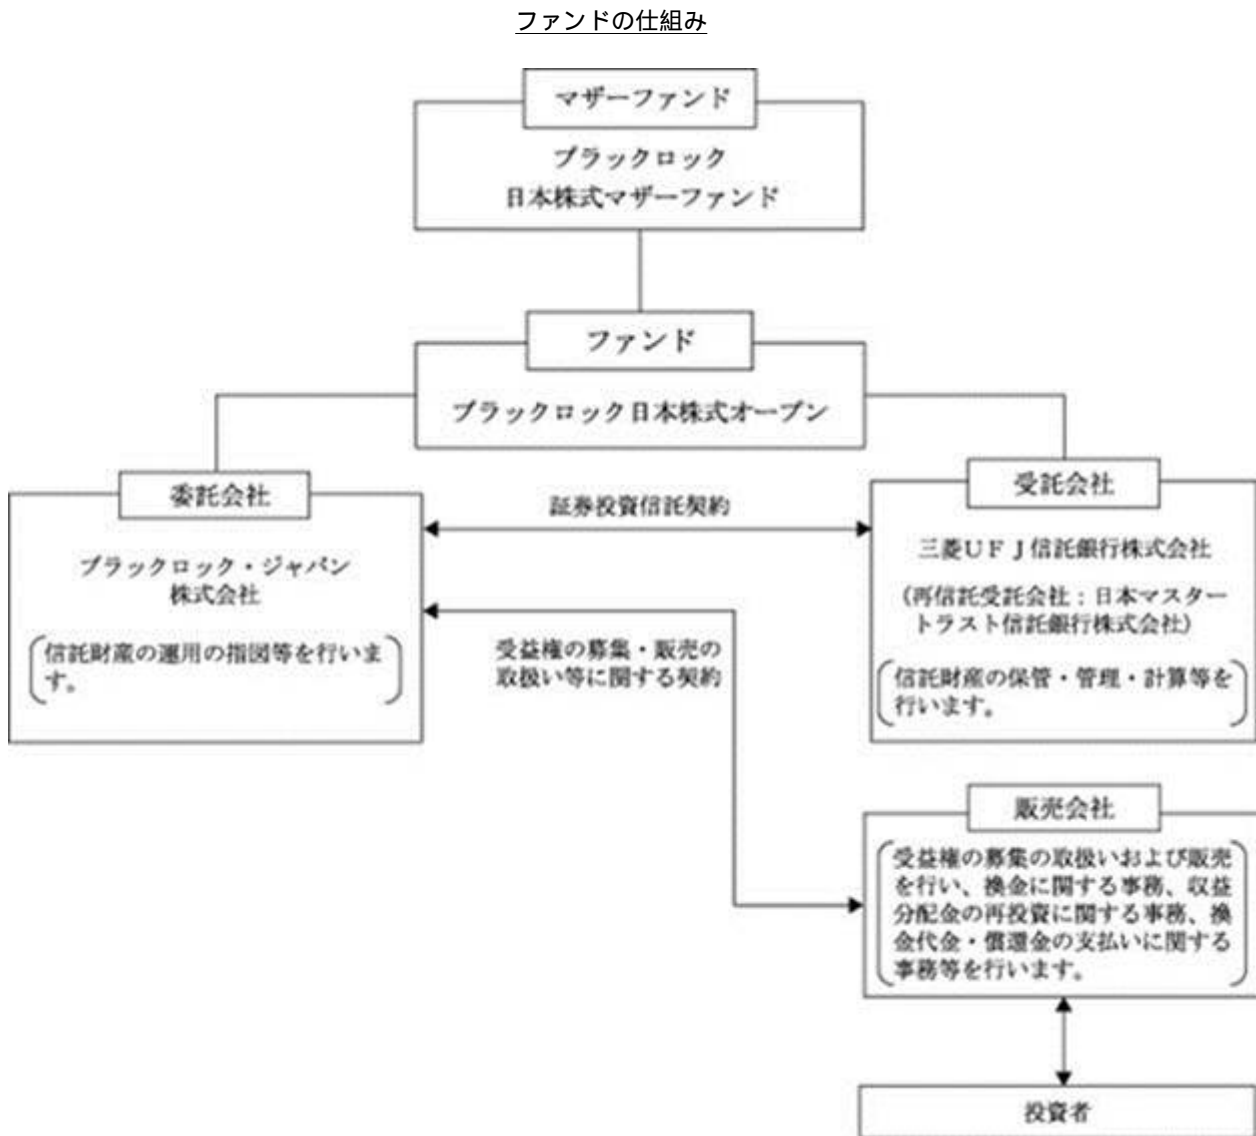 ファンドの仕組み
マザーファンド
ブラックロック
日本株式マザーファンド
ファンド
ブラックロック日本株式オープン
委託会社
ブラックロック・ジャパン
株式会社
信託財産の運用の指図等を行いま
す。
証券投資信託契約
受益権の募集・販売の
取扱い等に関する契約
受託会社
三菱UFJ信託銀行株式会社
(再信託受託会社:日本マスター
トラスト信託銀行株式会社)
信託財産の保管・管理・計算等を
行います。
販売会社
受益権の募集の取扱いおよび販売
を行い、換金に関する事務、収益
分配金の再投資に関する事務、換
金代金・償還金の支払いに関する
事務等を行います。
投資者